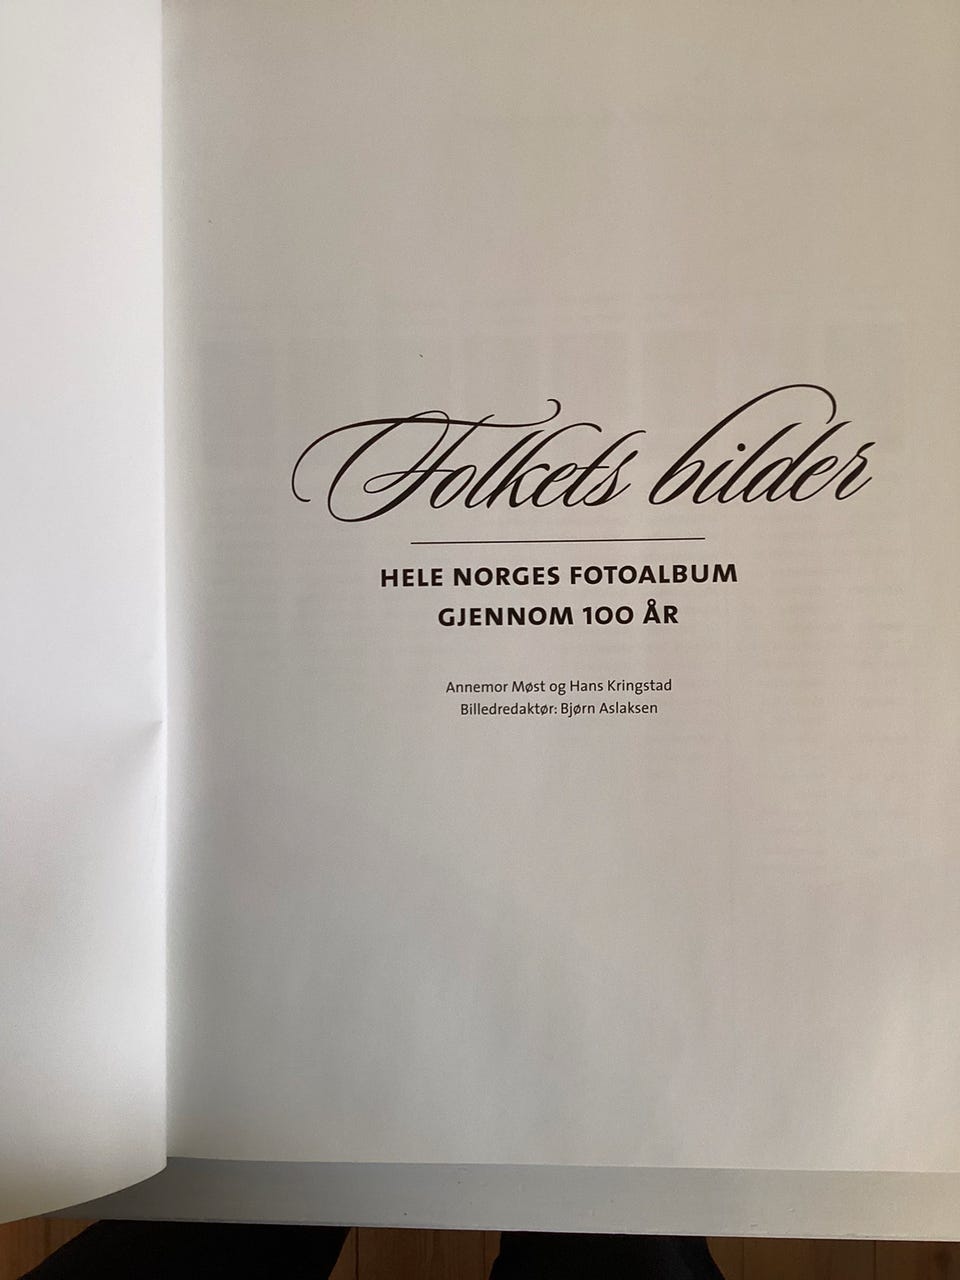 Folkets bilder
HELE NORGES FOTOALBUM
GJENNOM 100 ÅR
Annemor Møst og Hans Kringstad
Billedredaktør: Bjørn Aslaksen